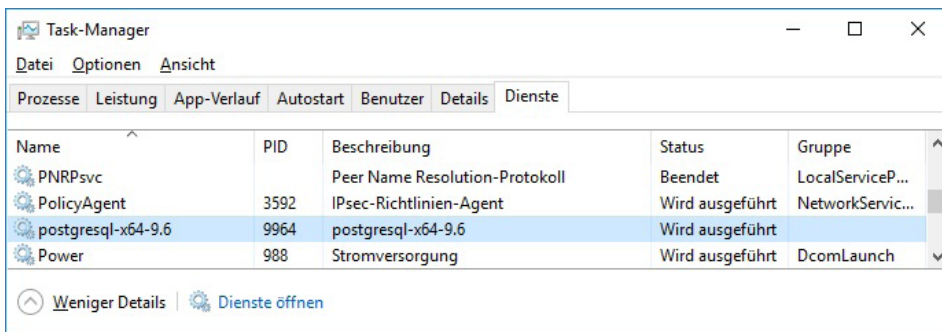 Task-Manager
Datei Optionen Ansicht
Prozesse Leistung App-Verlauf Autostart Benutzer Details Dienste
Name PID Beschreibung Status Gruppe
PNRPsvc Peer Name Resolution-Protokoll Beendet LocalServiceP...
PolicyAgent 3592 IPsec-Richtlinien-Agent Wird ausgeführt NetworkServic...
postgresql-x64-9.6 9964 postgresql-x64-9.6 Wird ausgeführt
Power 988 Stromversorgung Wird ausgeführt DcomLaunch
Weniger Details Dienste öffnen